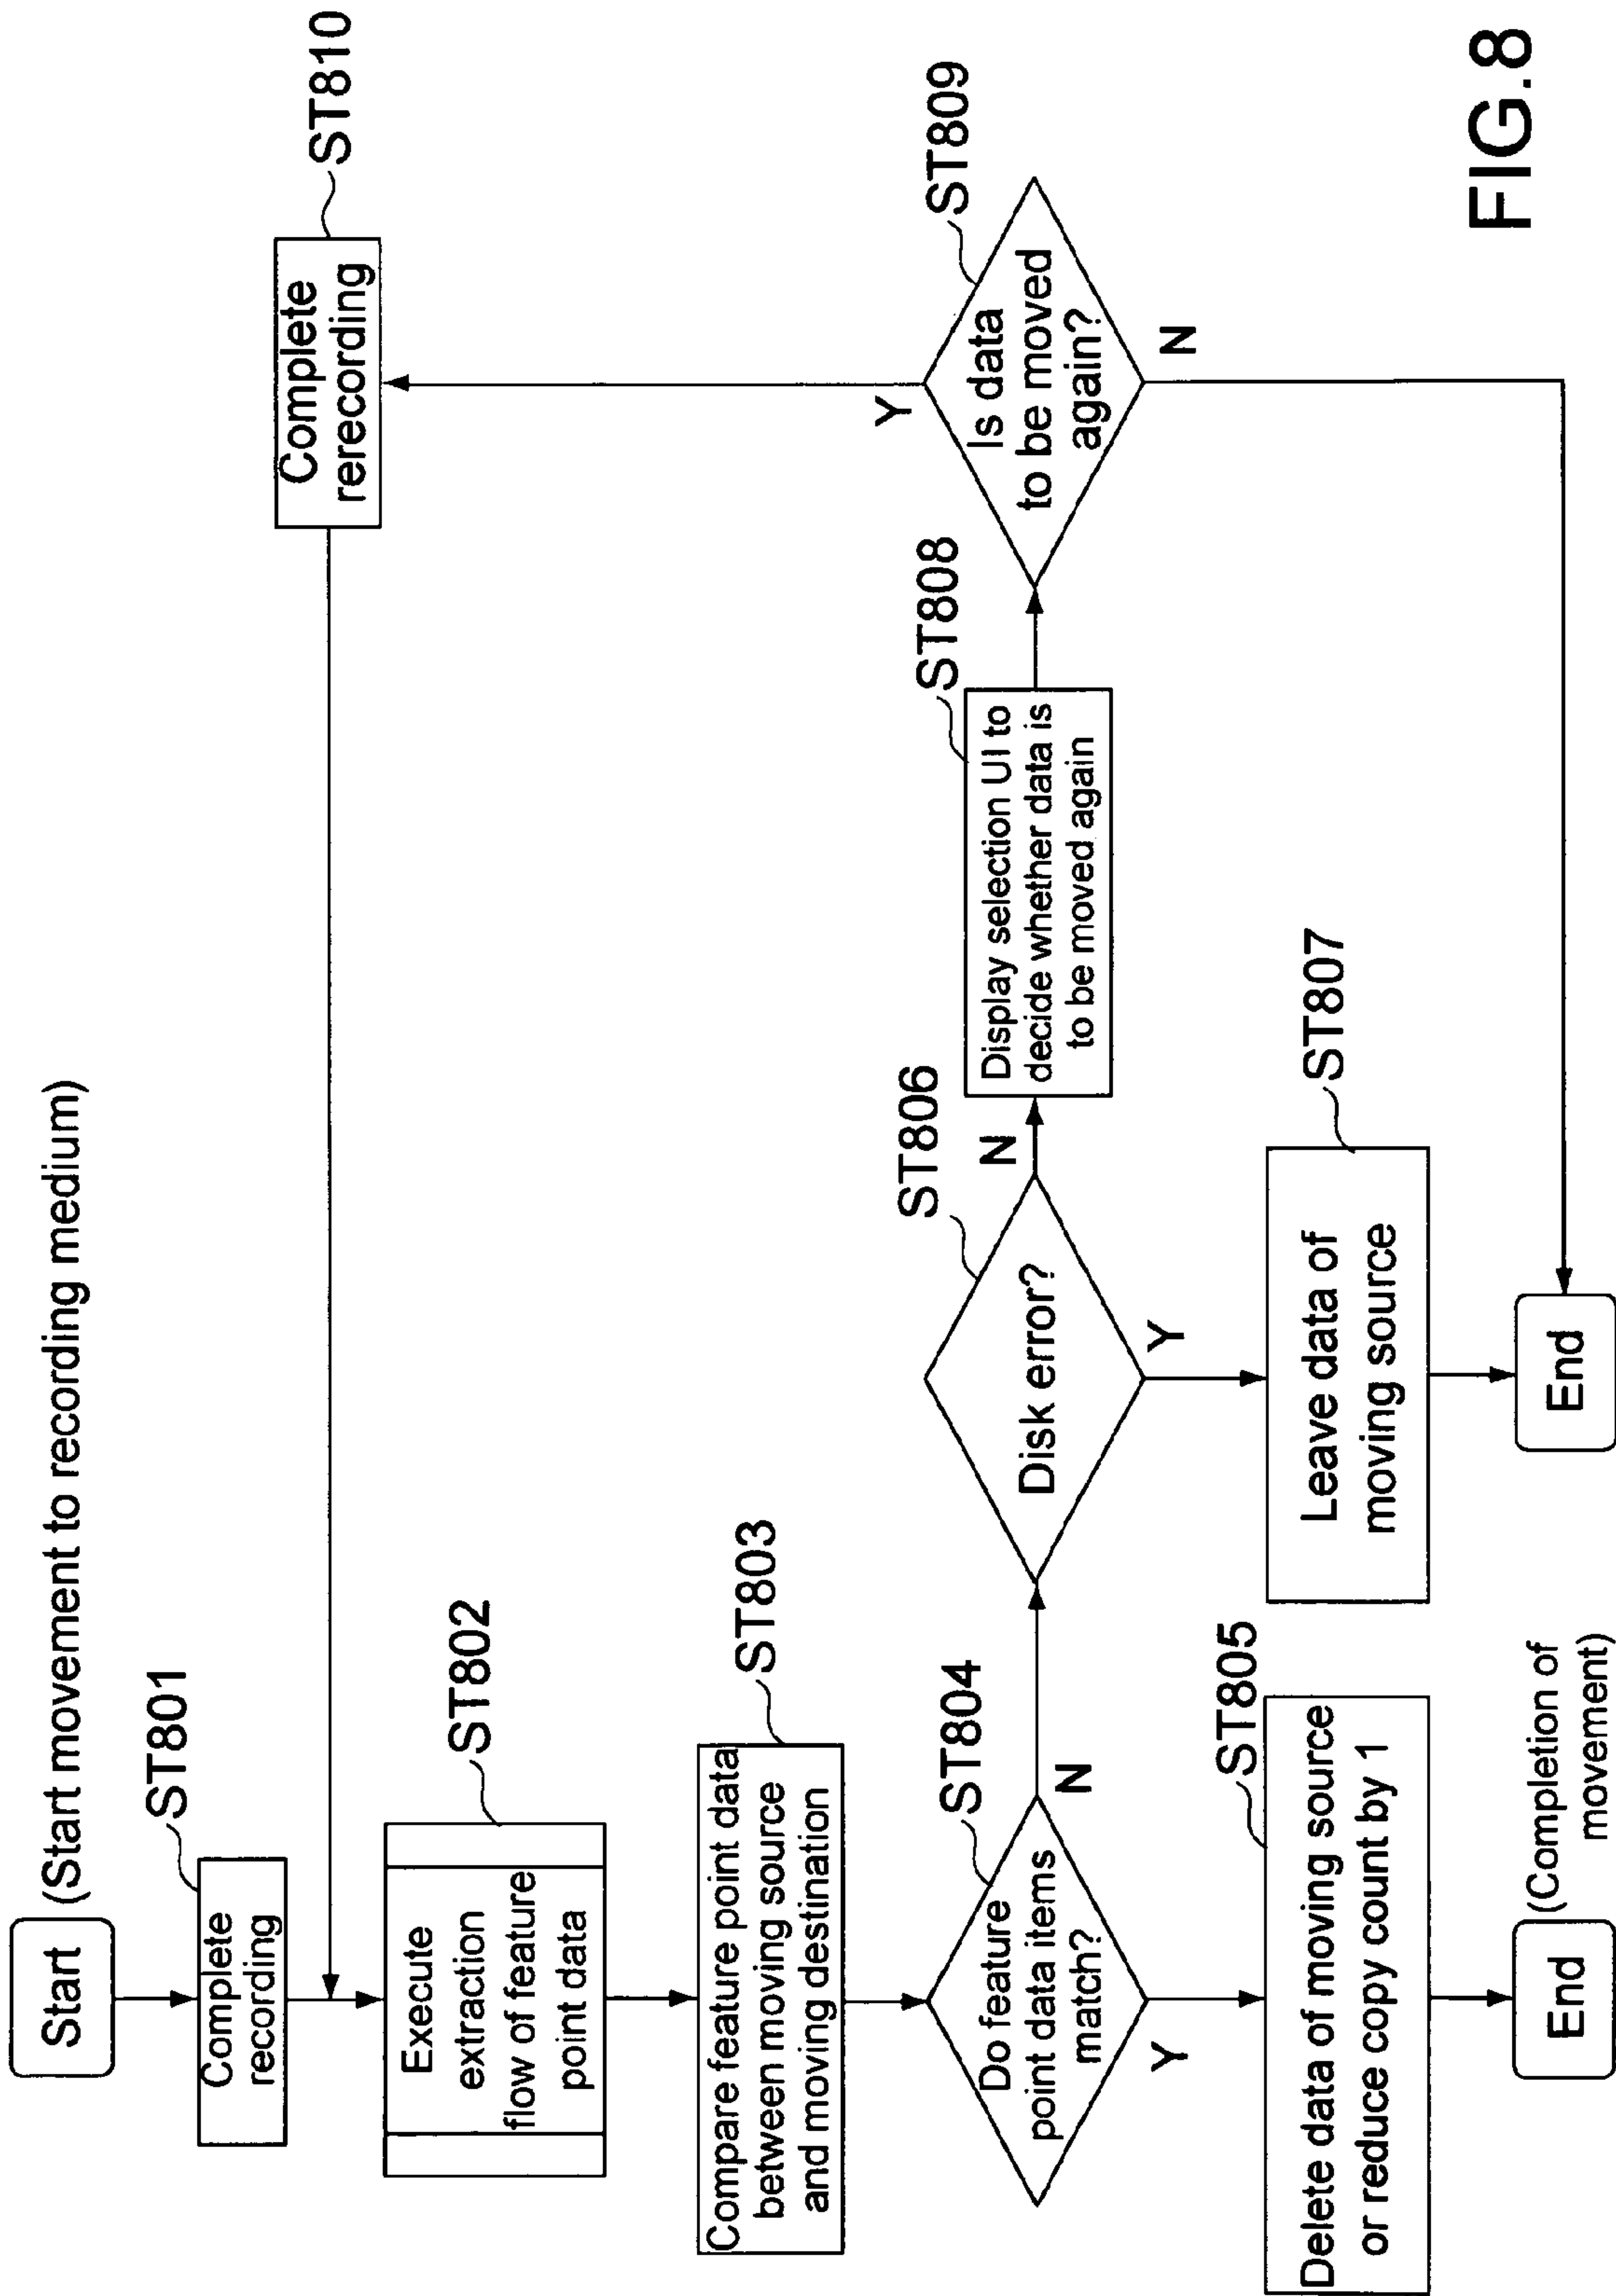 Start
(Start movement to recording medium)
ST801
Complete
recording
ST802
Execute
extraction
flow of feature
point data
ST803
Compare feature point data
between moving source
and moving destination
ST804
Do feature
point data items
match?
Y
N
ST805
Delete data of moving source
or reduce copy count by 1
End
(Completion of
movement)
ST806
Disk error?
N
Y
ST807
Leave data of
moving source
End
ST808
Display selection UI to
decide whether data is
to be moved again
ST809
Is data
to be moved
again?
Y
N
ST810
Complete
rerecording
FIG.8